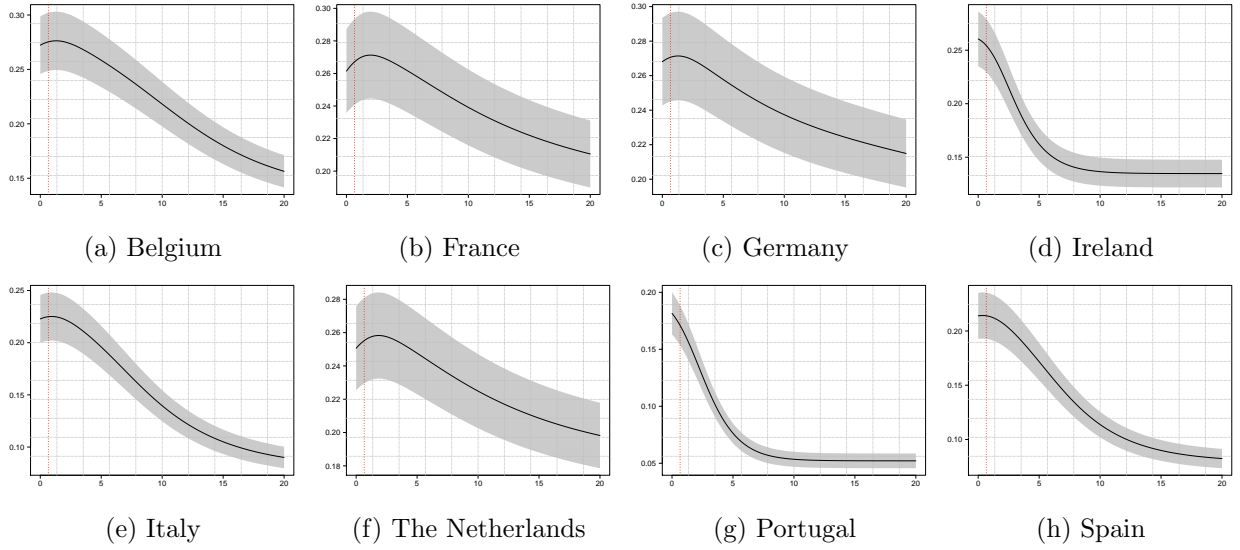 0.30
0.25
0.20
0.15
0 5 10 15 20
(a) Belgium
0.30
0.28
0.26
0.24
0.22
0.20
0 5 10 15 20
(b) France
0.30
0.28
0.26
0.24
0.22
0.20
0 5 10 15 20
(c) Germany
0.25
0.20
0.15
0 5 10 15 20
(d) Ireland
0.25
0.20
0.15
0.10
0 5 10 15 20
(e) Italy
0.28
0.26
0.24
0.22
0.20
0.18
0 5 10 15 20
(f) The Netherlands
0.20
0.15
0.10
0.05
0 5 10 15 20
(g) Portugal
0.20
0.15
0.10
0 5 10 15 20
(h) Spain